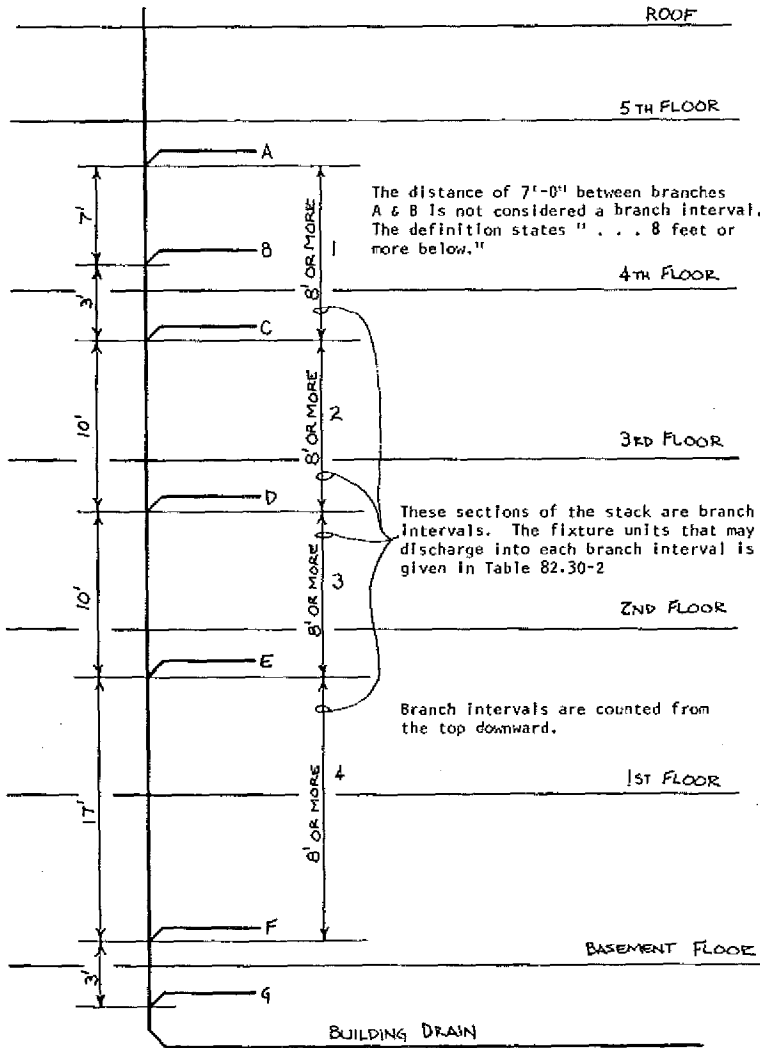 ROOF
5TH FLOOR
A
7'
8' OR MORE
1
The distance of 7'-0" between branches
A & B is not considered a branch interval.
The definition states " . . . 8 feet or
more below."
B
4TH FLOOR
3'
C
10'
8' OR MORE
2
3RD FLOOR
D
These sections of the stack are branch
intervals. The fixture units that may
discharge into each branch interval is
given in Table 82.30-2
10'
8' OR MORE
3
2ND FLOOR
E
Branch intervals are counted from
the top downward.
17'
8' OR MORE
4
1ST FLOOR
F
BASEMENT FLOOR
3'
G
BUILDING DRAIN